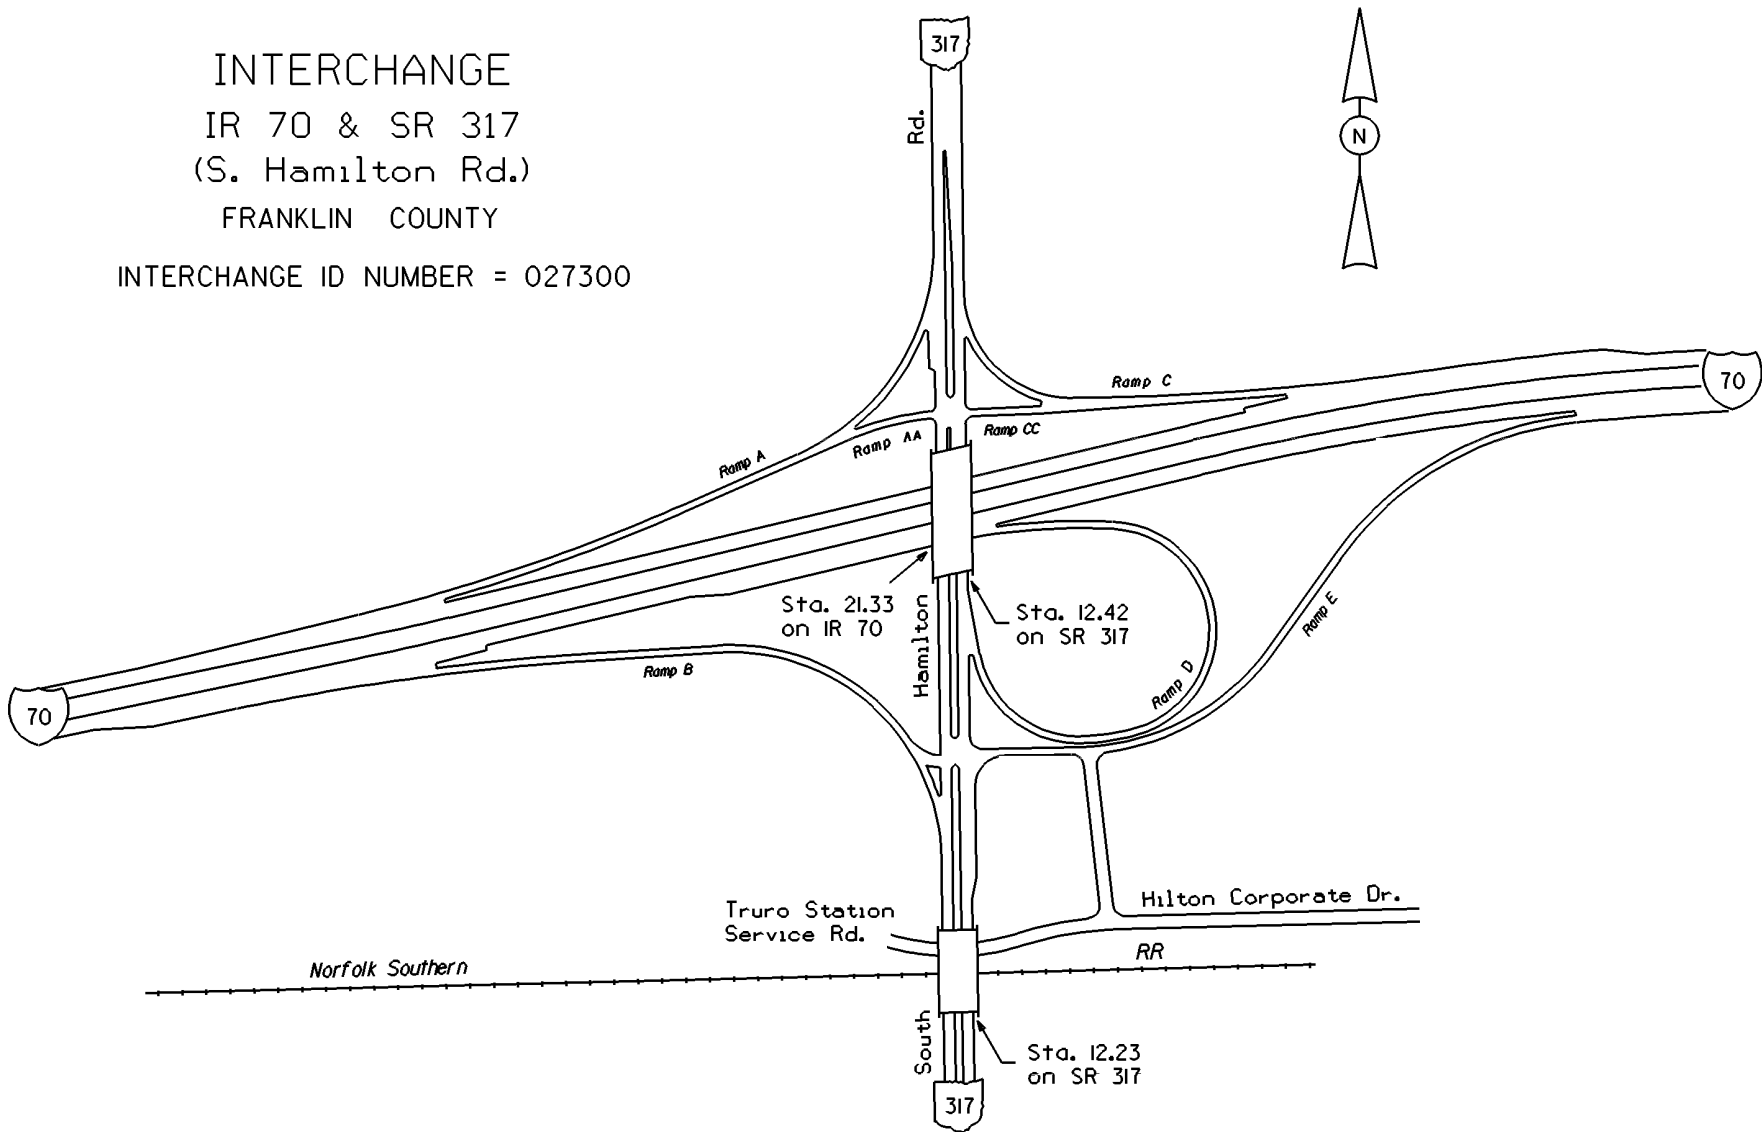 317
INTERCHANGE
IR 70 & SR 317
(S. Hamilton Rd.)
FRANKLIN COUNTY
INTERCHANGE ID NUMBER = 027300
Rd.
N
Ramp C
70
Ramp CC
Ramp AA
Ramp A
Sta. 21.33
on IR 70
Hamilton
Sta. 12.42
on SR 317
Ramp E
Ramp D
Ramp B
70
Truro Station
Service Rd.
Hilton Corporate Dr.
Norfolk Southern
RR
South
Sta. 12.23
on SR 317
317